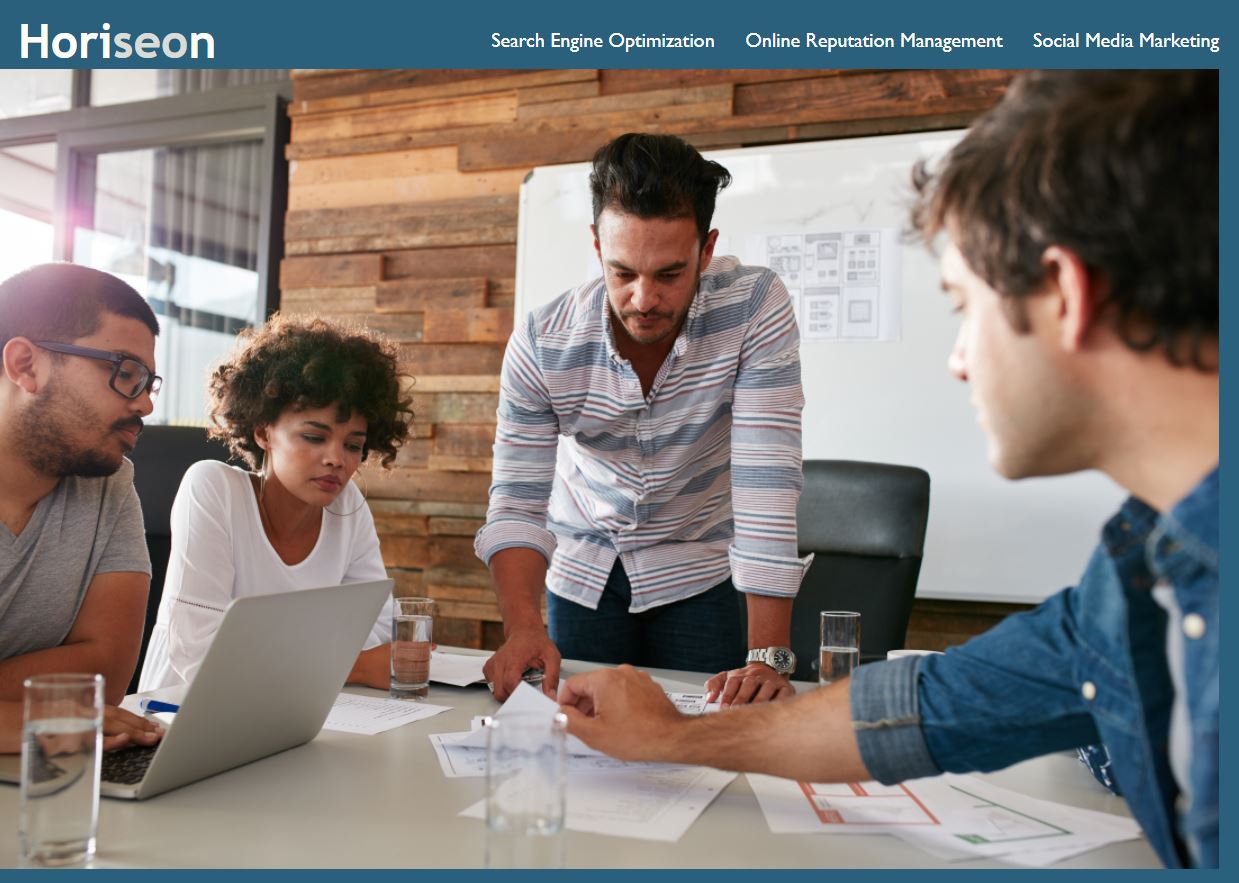 Horiseon
Search Engine Optimization
Online Reputation Management
Social Media Marketing